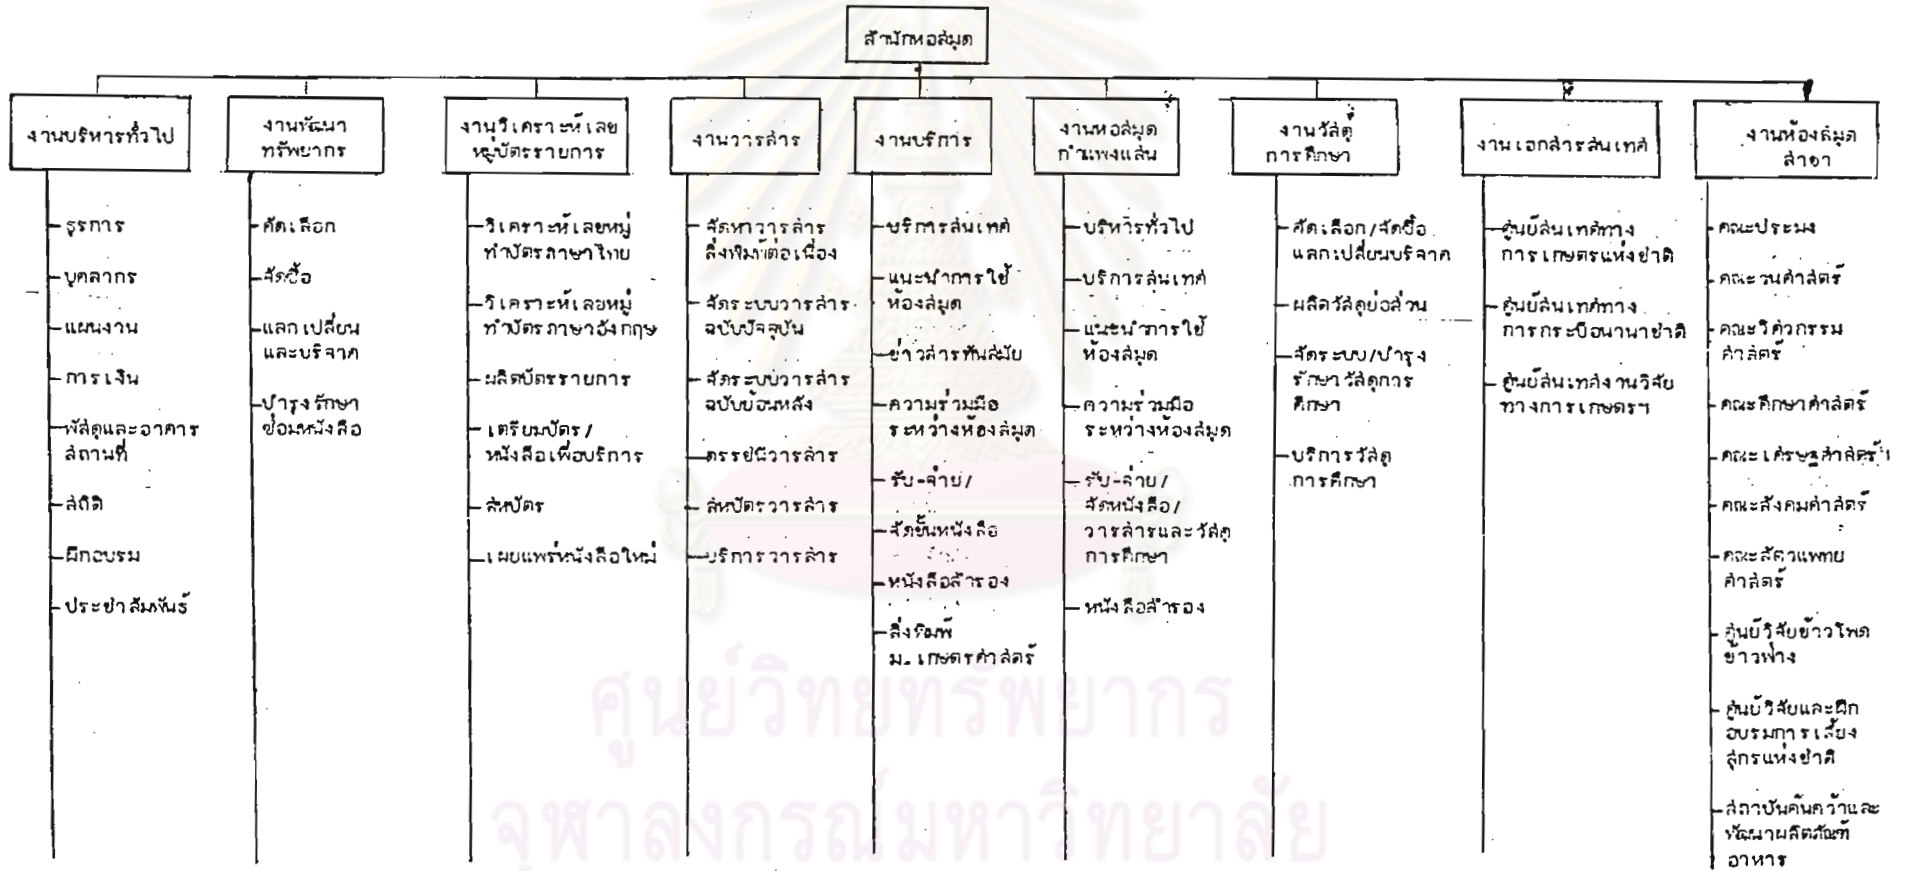 สำนักหอสมุด
งานบริหารทั่วไป
ธุรการ
บุคลากร
แผนงาน
การเงิน
พัสดุและอาคาร
สถานที่
สถิติ
ฝึกอบรม
ประชาสัมพันธ์
งานพัฒนา
ทรัพยากร
คัดเลือก
จัดซื้อ
แลกเปลี่ยน
และบริจาค
บำรุงรักษา
ซ่อมหนังสือ
งานวิเคราะห์เลข
หมู่บัตรรายการ
วิเคราะห์เลขหมู่
ทำบัตรภาษาไทย
วิเคราะห์เลขหมู่
ทำบัตรภาษาอังกฤษ
ผลิตบัตรรายการ
เตรียมบัตร/
หนังสือเพื่อบริการ
สหบัตร
เผยแพร่หนังสือใหม่
งานวารสาร
จัดหาวารสาร
สิ่งพิมพ์ต่อเนื่อง
จัดระบบวารสาร
ฉบับปัจจุบัน
จัดระบบวารสาร
ฉบับย้อนหลัง
ดรรชนีวารสาร
สหบัตรวารสาร
บริการวารสาร
งานบริการ
บริการสนเทศ
แนะนำการใช้
ห้องสมุด
ข่าวสารทันสมัย
ความร่วมมือ
ระหว่างห้องสมุด
รับ-จ่าย/
จัดชั้นหนังสือ
หนังสือสำรอง
สิ่งพิมพ์
ม. เกษตรศาสตร์
งานหอสมุด
กำแพงแสน
บริหารทั่วไป
บริการสนเทศ
แนะนำการใช้
ห้องสมุด
ความร่วมมือ
ระหว่างห้องสมุด
รับ-จ่าย/
จัดหนังสือ/
วารสารและวัสดุ
การศึกษา
หนังสือสำรอง
งานวัสดุ
การศึกษา
คัดเลือก/จัดซื้อ
แลกเปลี่ยนบริจาค
ผลิตวัสดุย่อส่วน
จัดระบบ/บำรุง
รักษาวัสดุการ
ศึกษา
บริการวัสดุ
การศึกษา
งานเอกสารสนเทศ
ศูนย์สนเทศทาง
การเกษตรแห่งชาติ
ศูนย์สนเทศทาง
การกระบือนานาชาติ
ศูนย์สนเทศงานวิจัย
ทางการเกษตรฯ
งานห้องสมุด
สาขา
คณะประมง
คณะวนศาสตร์
คณะวิศวกรรม
ศาสตร์
คณะศึกษาศาสตร์
คณะเศรษฐศาสตร์
คณะสังคมศาสตร์
คณะสัตวแพทย
ศาสตร์
ศูนย์วิจัยข้าวโพด
ข้าวฟ่าง
ศูนย์วิจัยและฝึก
อบรมการเลี้ยง
สุกรแห่งชาติ
สถาบันค้นคว้าและ
พัฒนาผลิตภัณฑ์
อาหาร
ศูนย์วิทยทรัพยากร
จุฬาลงกรณ์มหาวิทยาลัย